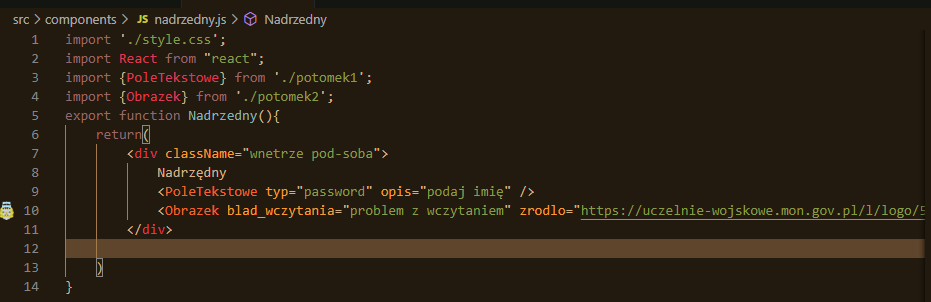 src > components > JS nadrzedny.js > Nadrzedny
1 import './style.css';
2 import React from "react";
3 import {PoleTekstowe} from './potomek1';
4 import {Obrazek} from './potomek2';
5 export function Nadrzedny(){
6 return(
7 <div className="wnetrze pod-soba">
8 Nadrzędny
9 <PoleTekstowe typ="password" opis="podaj imię" />
10 <Obrazek blad_wczytania="problem z wczytaniem" zrodlo="https://uczelnie-wojskowe.mon.gov.pl/l/logo/5
11 </div>
12
13 )
14 }